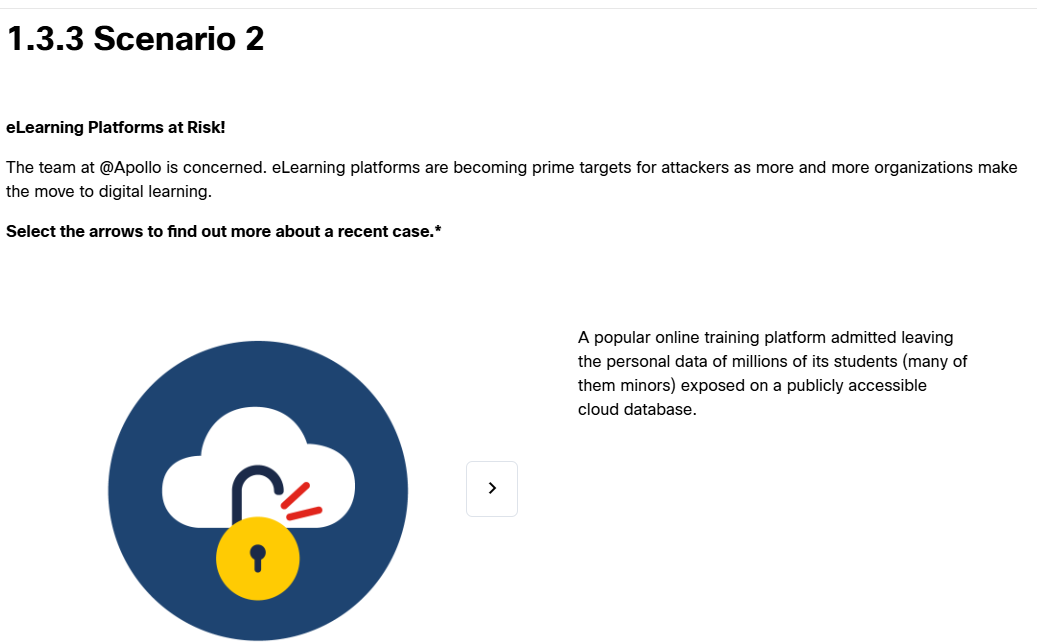 1.3.3 Scenario 2
eLearning Platforms at Risk!
The team at @Apollo is concerned. eLearning platforms are becoming prime targets for attackers as more and more organizations make
the move to digital learning.
Select the arrows to find out more about a recent case.*
A popular online training platform admitted leaving
the personal data of millions of its students (many of
them minors) exposed on a publicly accessible
cloud database.